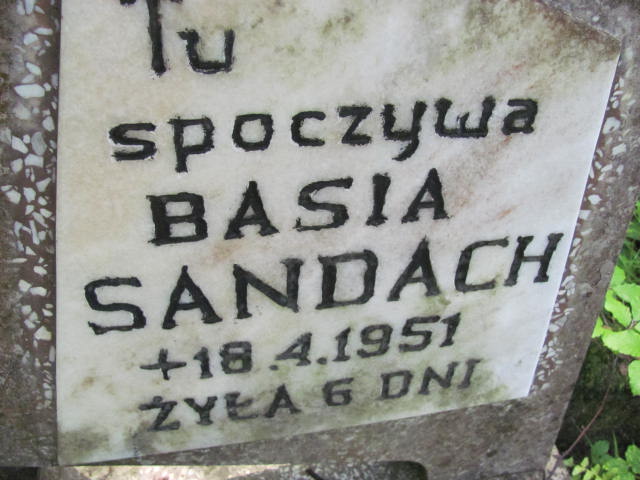 Tu
spoczywa
BASIA
SANDACH
+18.4.1951
ŻYŁA 6 DNI